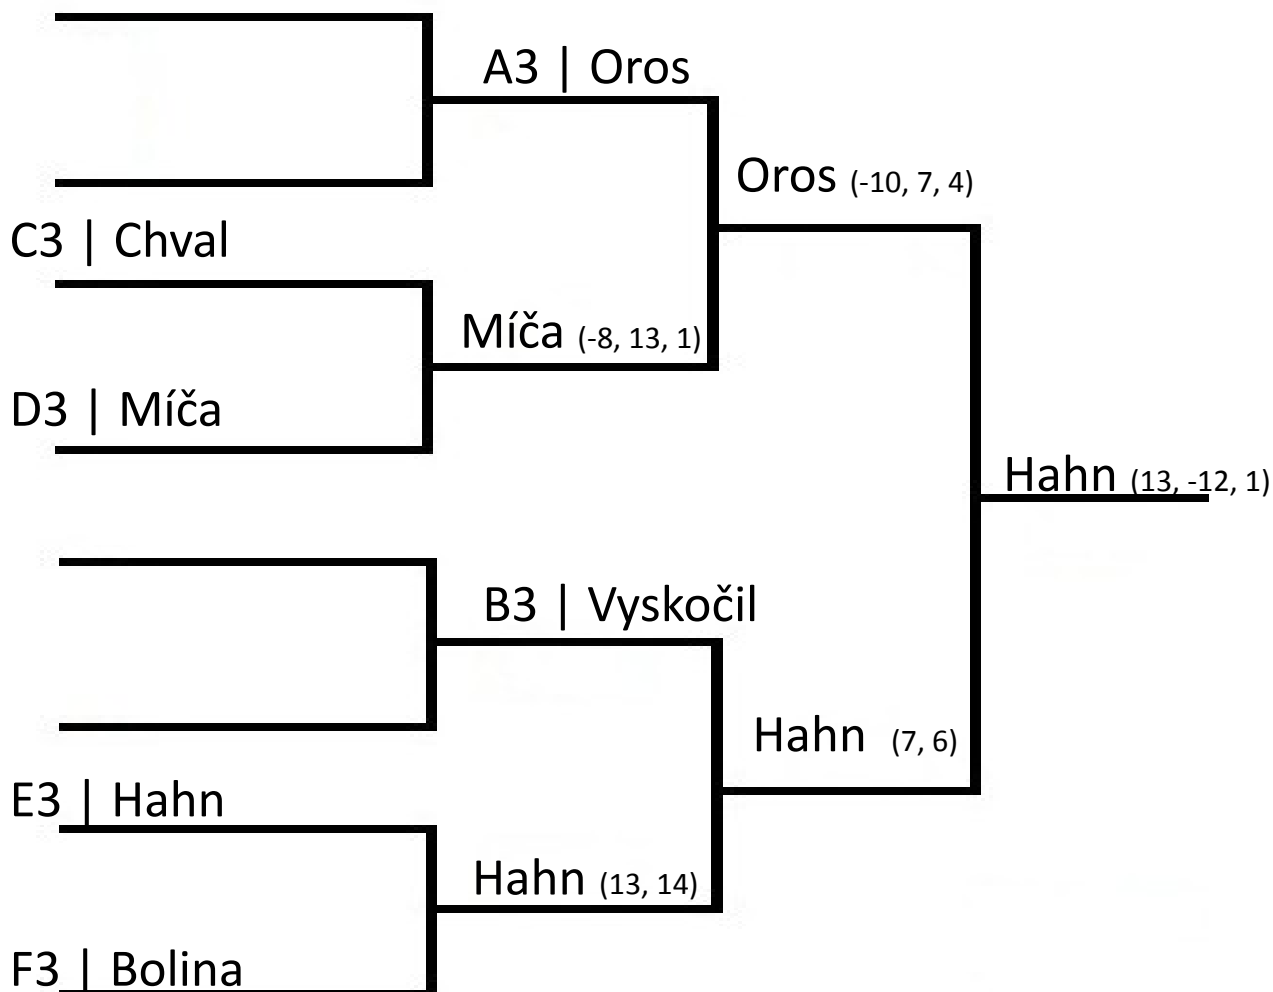 A3 | Oros
Oros (-10, 7, 4)
C3 | Chval
Míča (-8, 13, 1)
D3 | Míča
Hahn (13, -12, 1)
B3 | Vyskočil
Hahn (7, 6)
E3 | Hahn
Hahn (13, 14)
F3 | Bolina